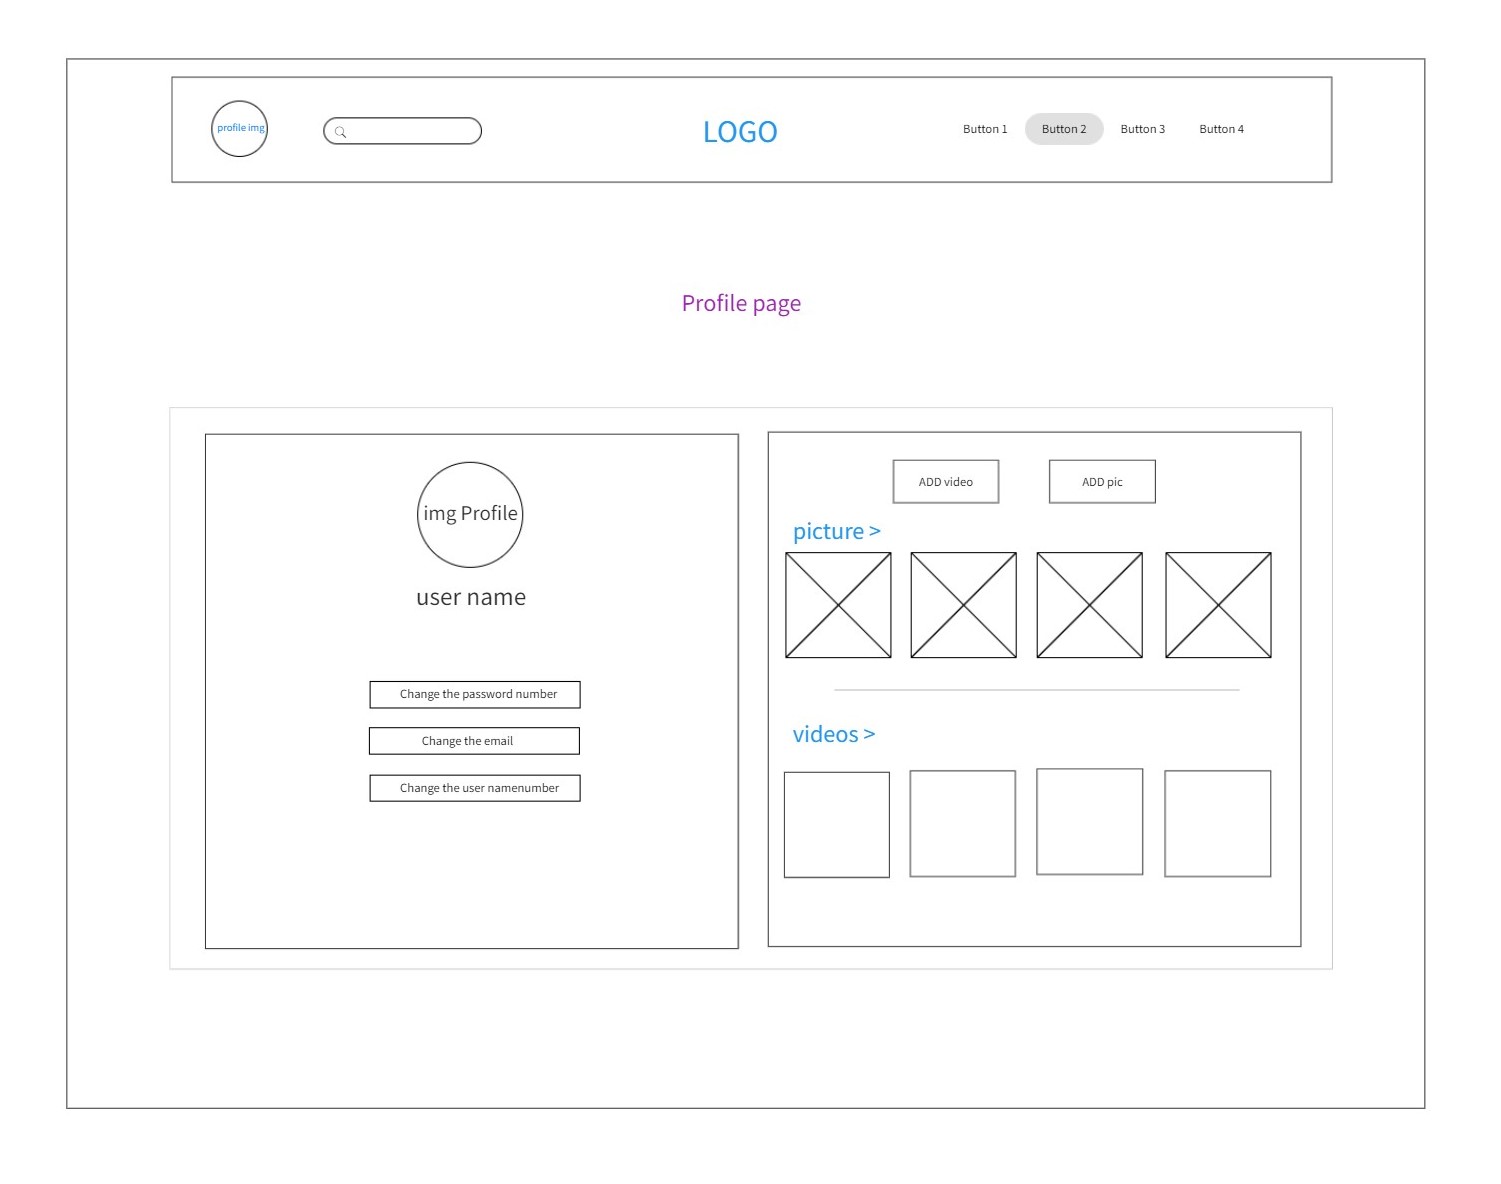 profile img
LOGO
Button 1
Button 2
Button 3
Button 4
Profile page
img Profile
user name
Change the password number
Change the email
Change the user namenumber
ADD video
ADD pic
picture >
videos >